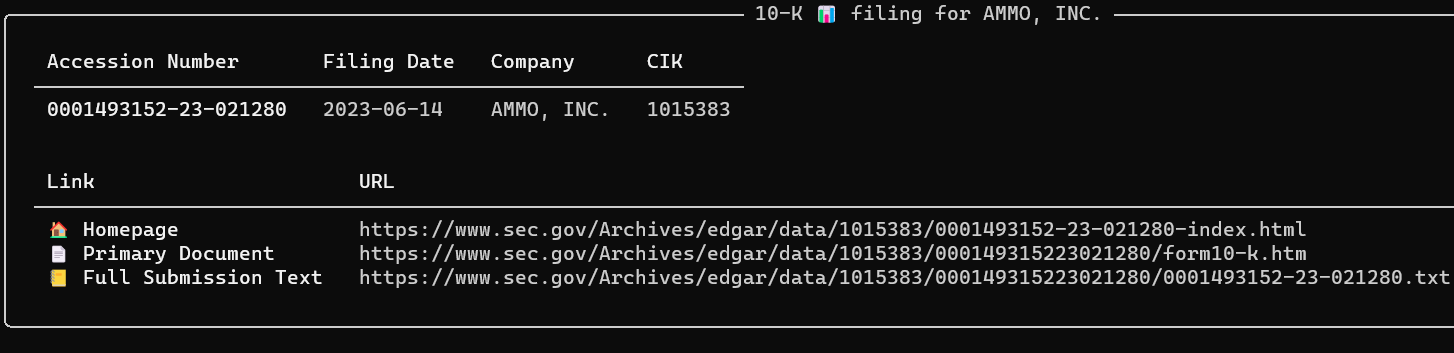 10-K 📊 filing for AMMO, INC.
Accession Number Filing Date Company CIK
0001493152-23-021280 2023-06-14 AMMO, INC. 1015383
Link URL
🏠 Homepage https://www.sec.gov/Archives/edgar/data/1015383/0001493152-23-021280-index.html
📄 Primary Document https://www.sec.gov/Archives/edgar/data/1015383/000149315223021280/form10-k.htm
📒 Full Submission Text https://www.sec.gov/Archives/edgar/data/1015383/000149315223021280/0001493152-23-021280.txt